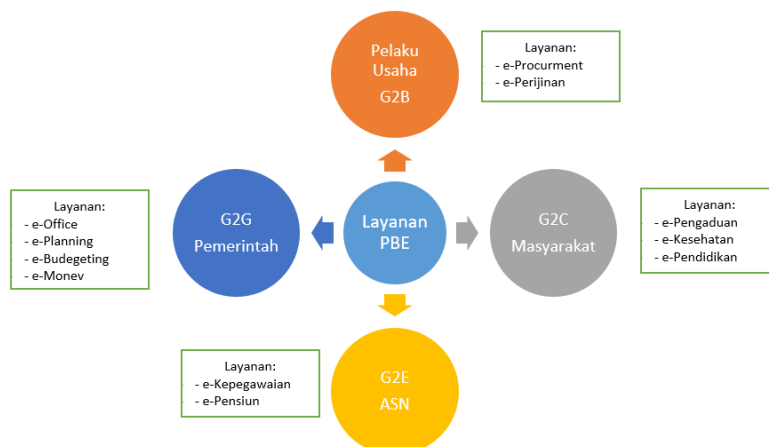 Pelaku
Usaha
G2B
Layanan:
- e-Procurment
- e-Perijinan
Layanan:
- e-Office
- e-Planning
- e-Budegeting
- e-Monev
G2G
Pemerintah
Layanan
PBE
G2C
Masyarakat
Layanan:
- e-Pengaduan
- e-Kesehatan
- e-Pendidikan
Layanan:
- e-Kepegawaian
- e-Pensiun
G2E
ASN